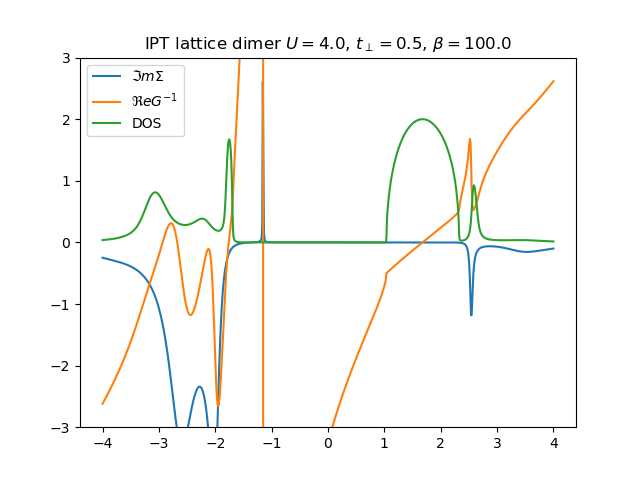 IPT lattice dimer U = 4.0, t⊥ = 0.5, β = 100.0
ℑmΣ
ℜeG⁻¹
DOS
3
2
1
0
−1
−2
−3
−4 −3 −2 −1 0 1 2 3 4